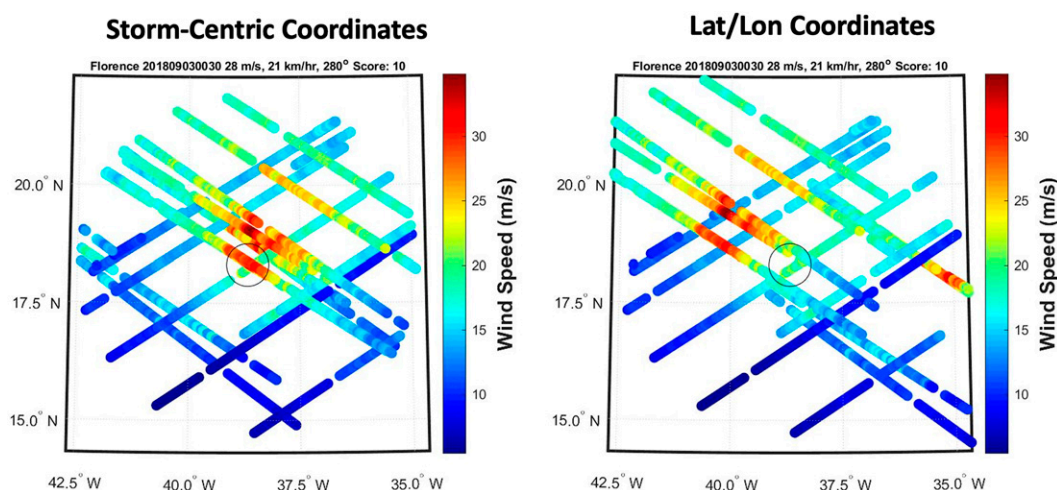 Storm-Centric Coordinates
Florence 201809030030 28 m/s, 21 km/hr, 280° Score: 10
20.0° N
17.5° N
15.0° N
42.5° W
40.0° W
37.5° W
35.0° W
30
25
20
15
10
Wind Speed (m/s)
Lat/Lon Coordinates
Florence 201809030030 28 m/s, 21 km/hr, 280° Score: 10
20.0° N
17.5° N
15.0° N
42.5° W
40.0° W
37.5° W
35.0° W
30
25
20
15
10
Wind Speed (m/s)